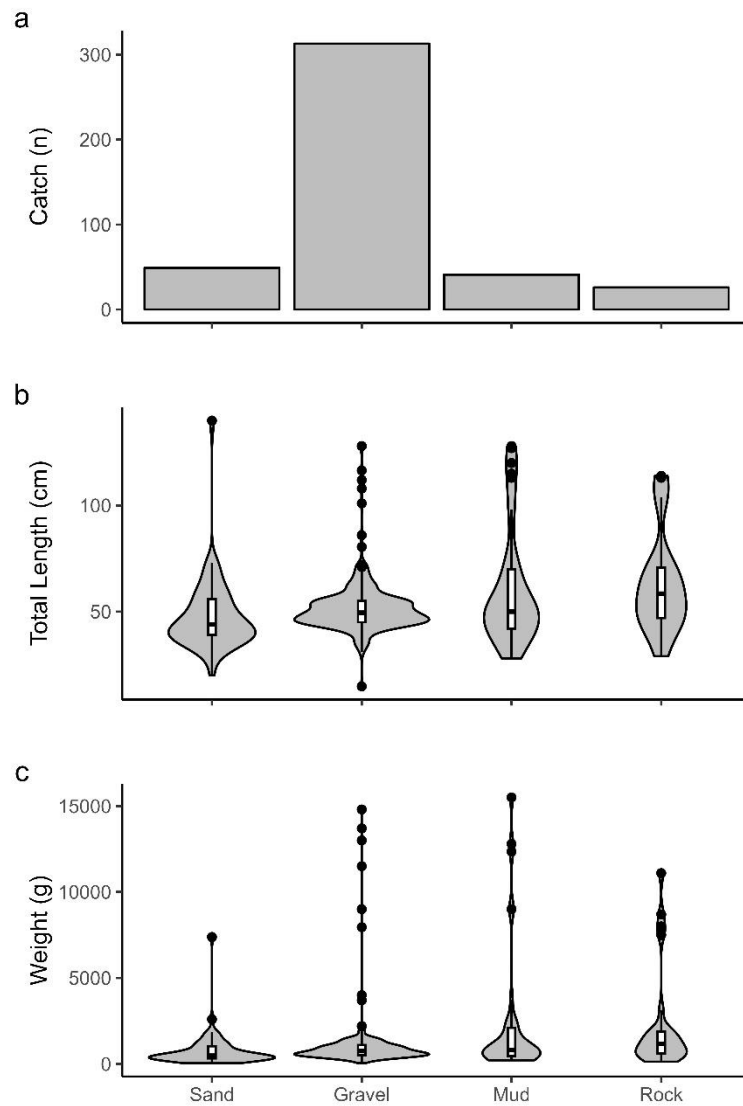 a
300
200
100
0
Catch (n)
b
100
50
Total Length (cm)
c
15000
10000
5000
0
Weight (g)
Sand Gravel Mud Rock